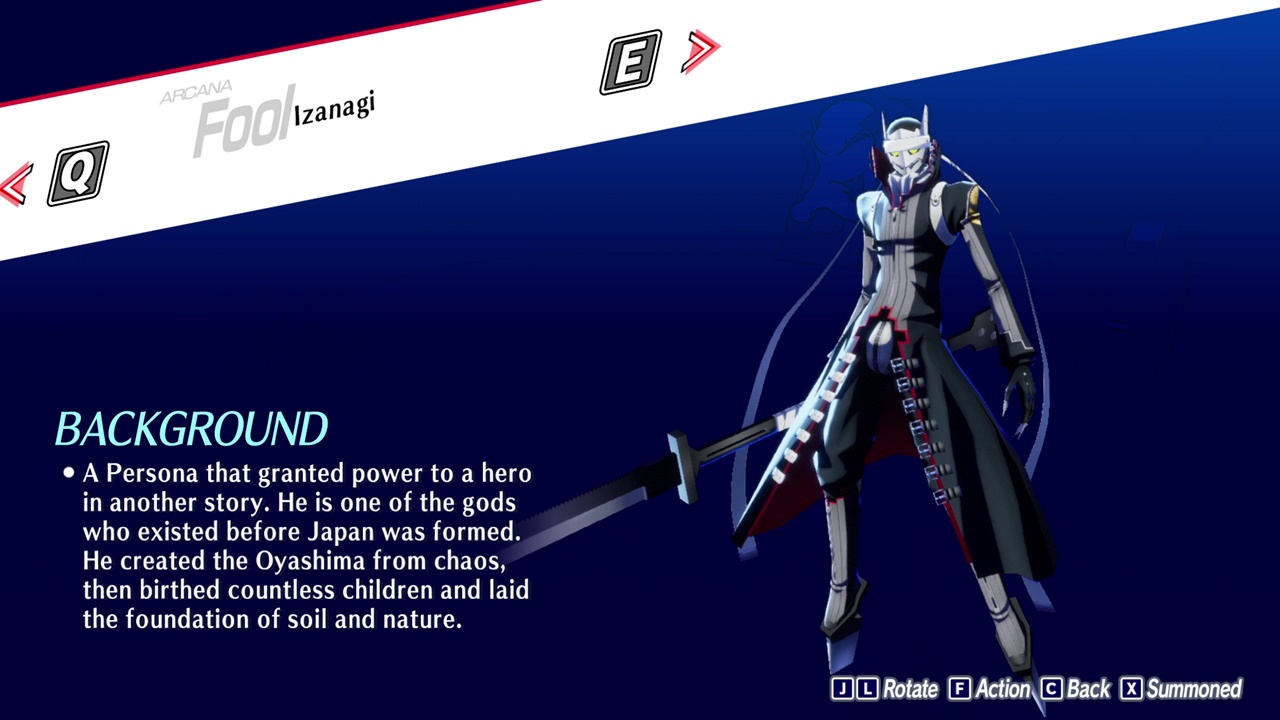 E
ARCANA
Fool Izanagi
Q
BACKGROUND
• A Persona that granted power to a hero
in another story. He is one of the gods
who existed before Japan was formed.
He created the Oyashima from chaos,
then birthed countless children and laid
the foundation of soil and nature.
J L Rotate F Action C Back X Summoned